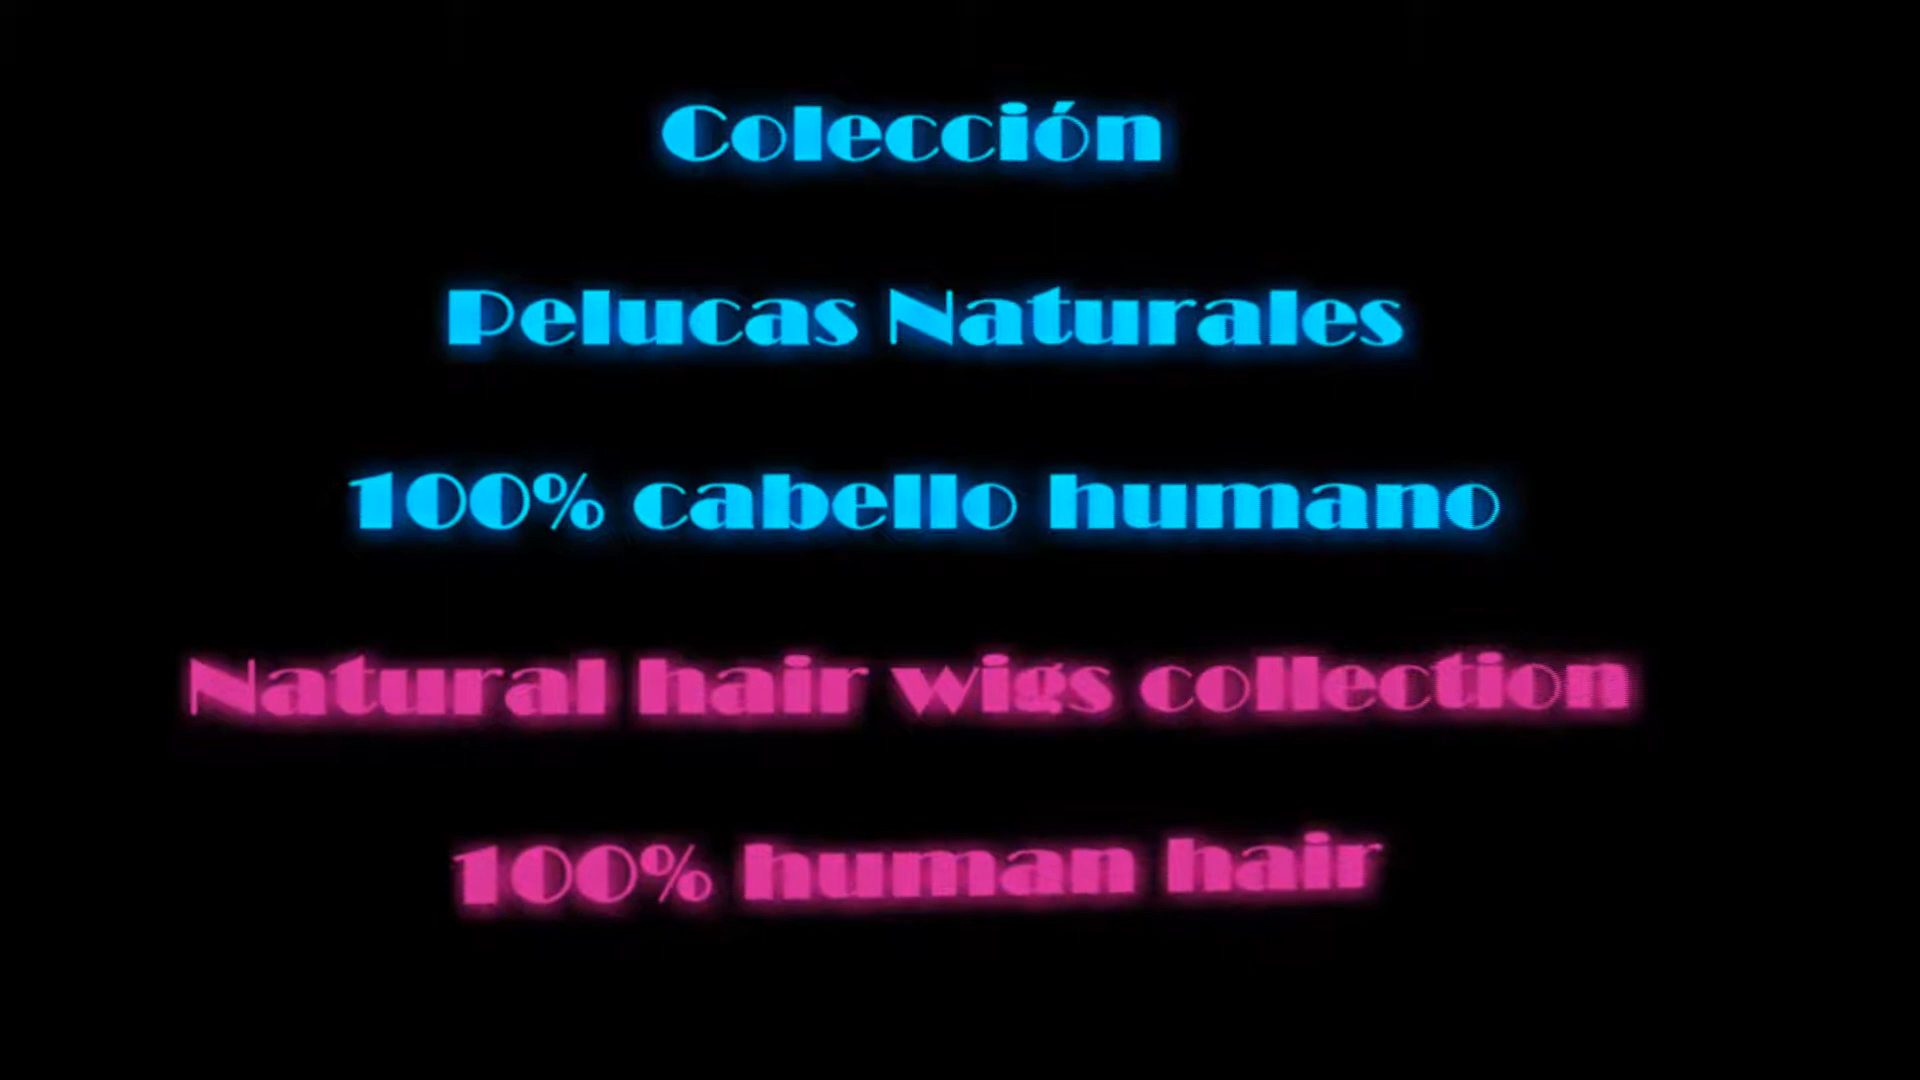 Colección
Pelucas Naturales
100% cabello humano
Natural hair wigs collection
100% human hair